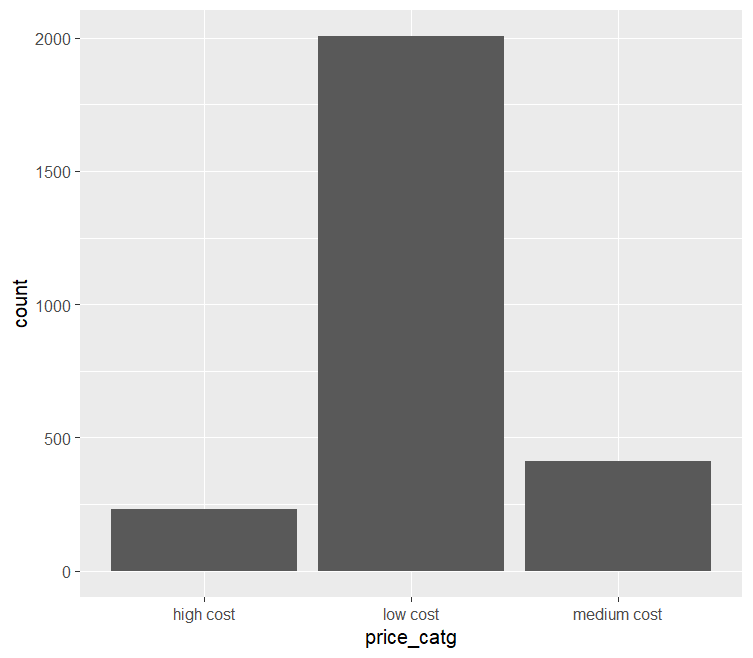 2000
1500
1000
500
0
count
high cost
low cost
medium cost
price_catg